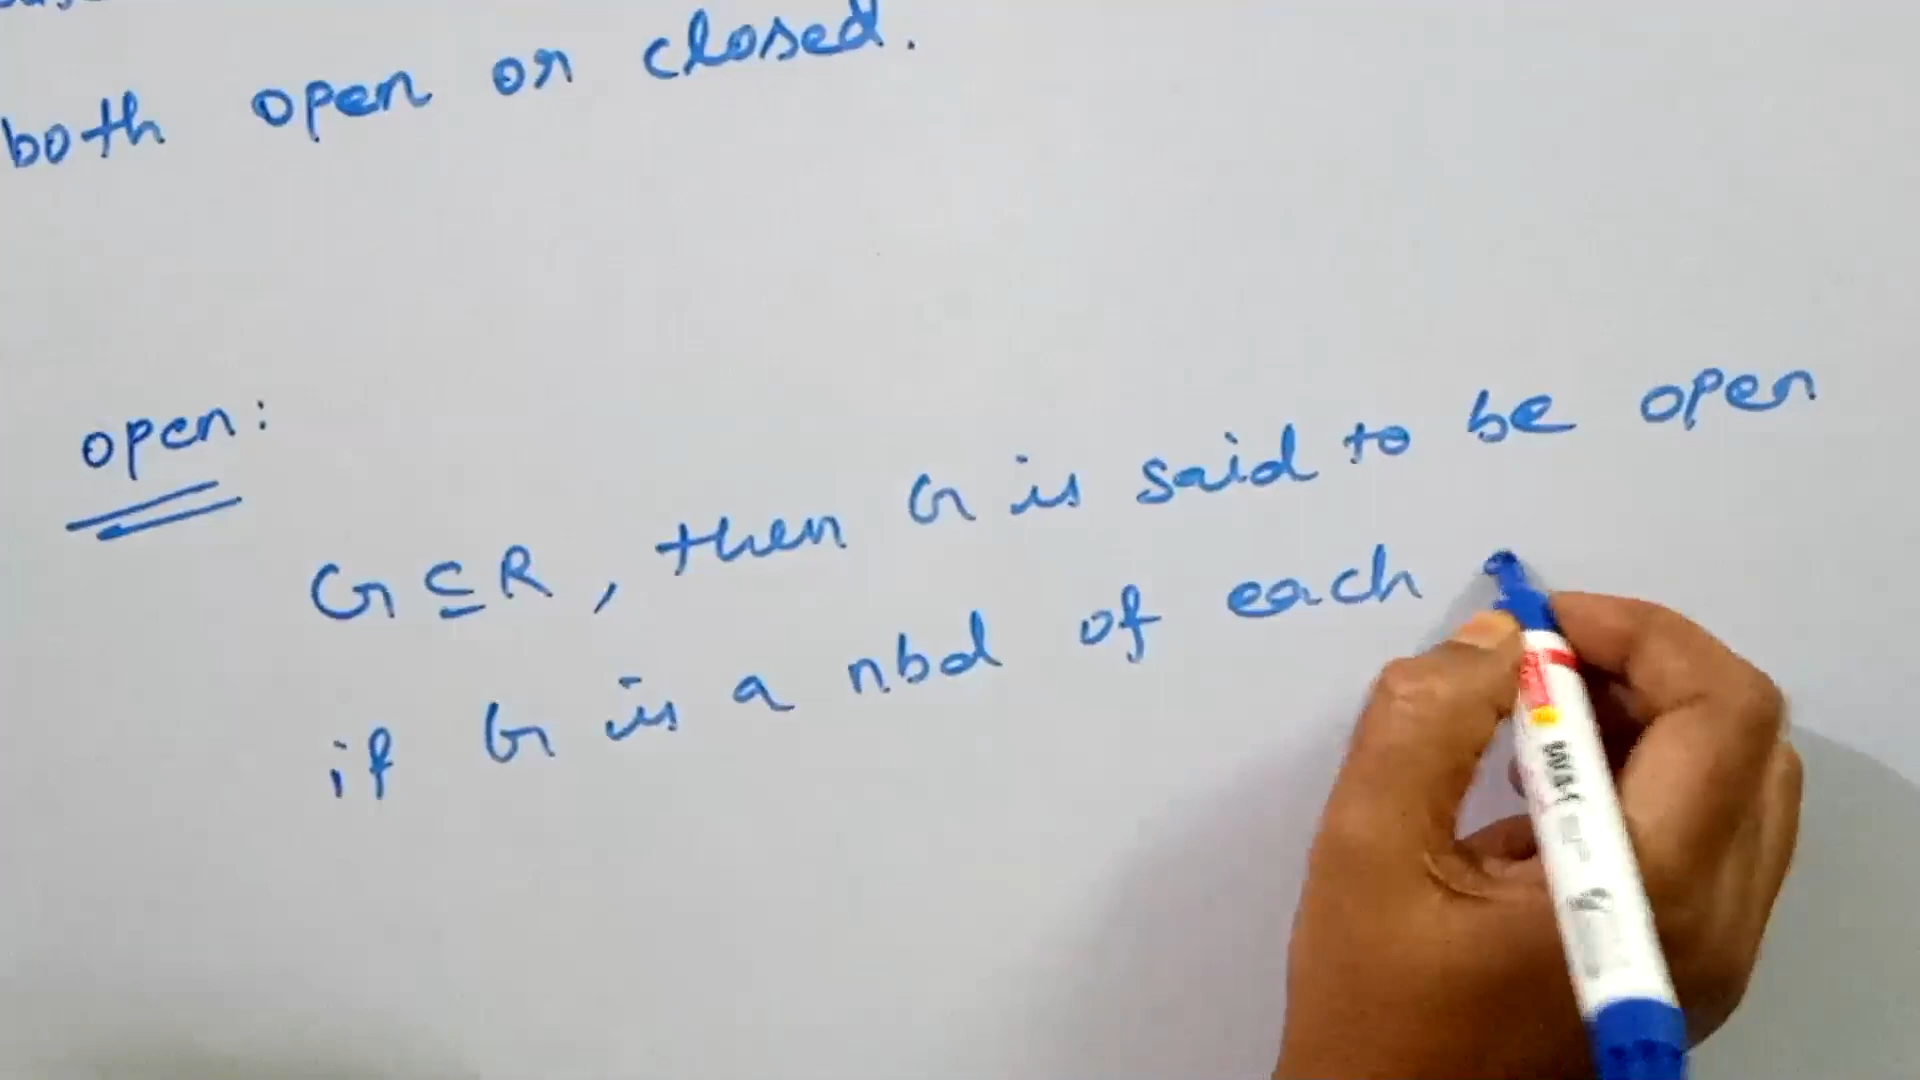 both open or closed.
open:
G ⊆ R, then G is said to be open
if G is a nbd of each